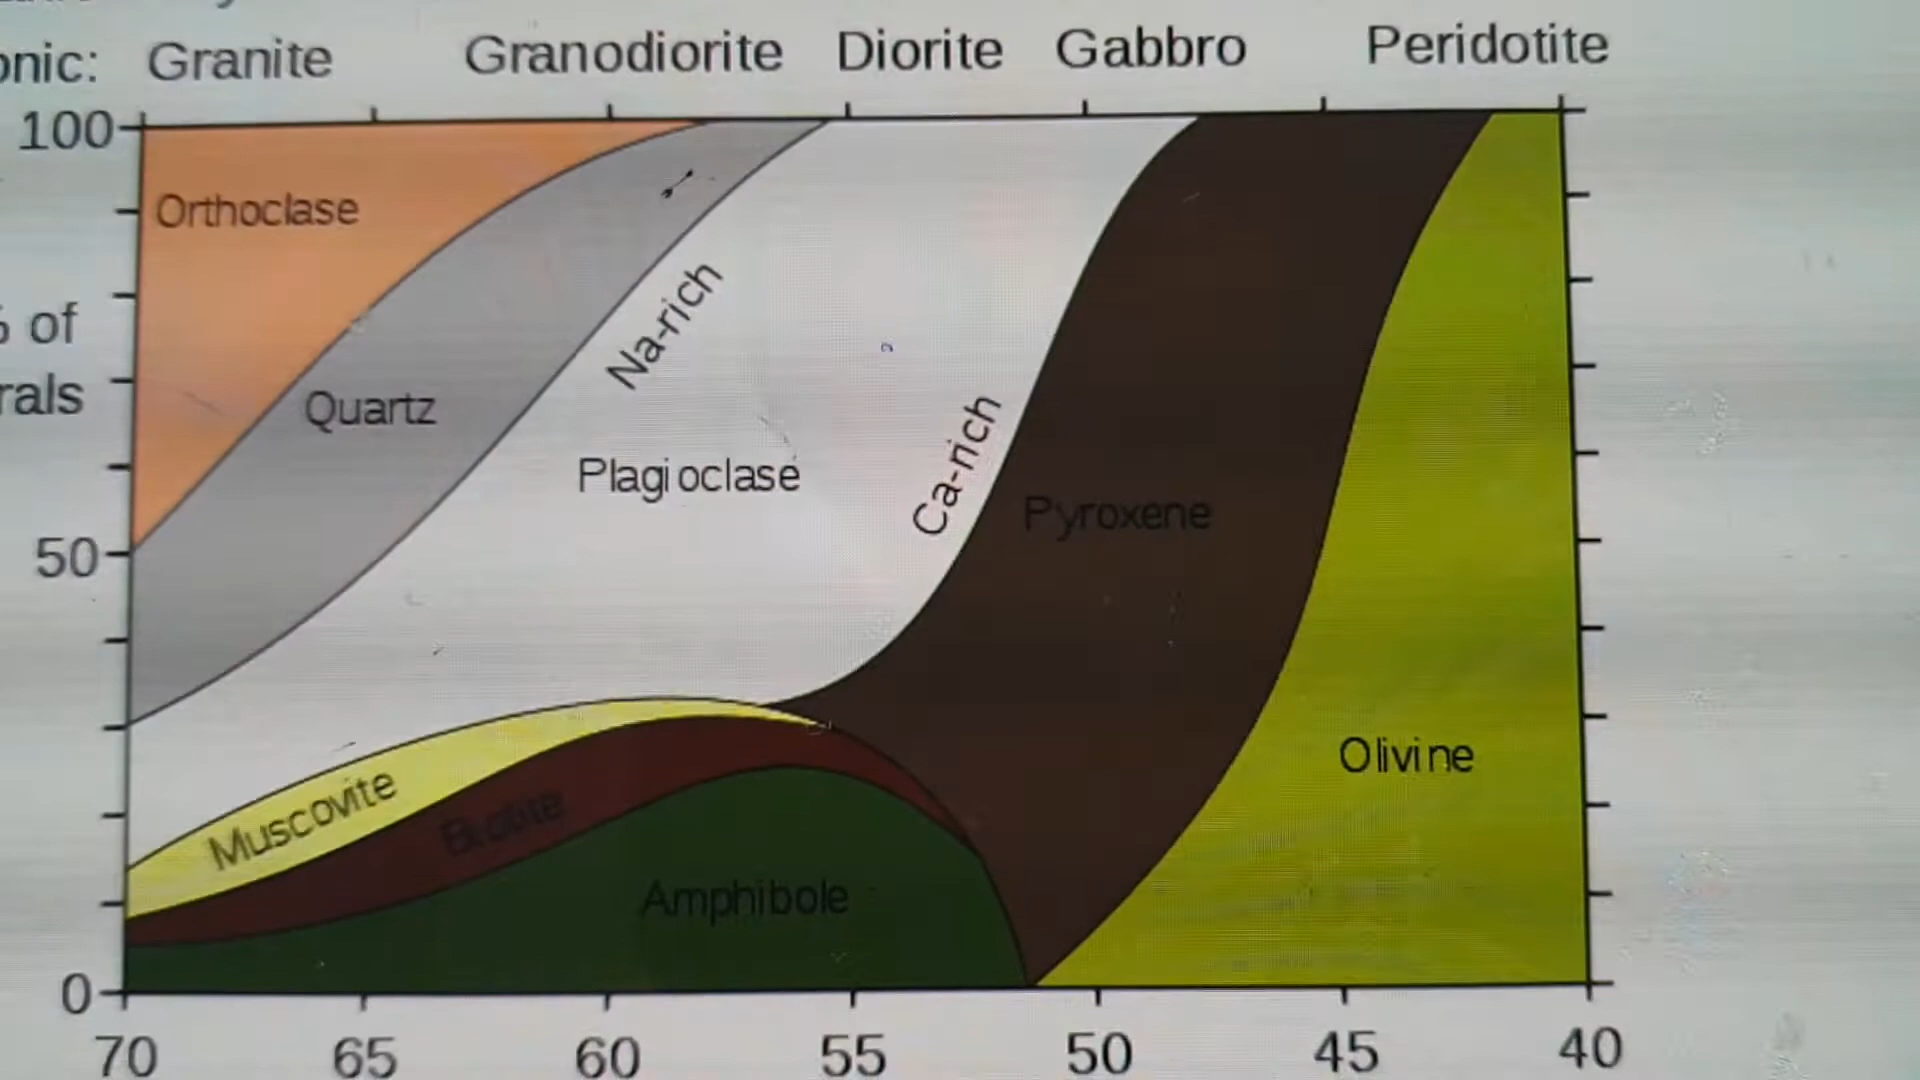 onic: Granite Granodiorite Diorite Gabbro Peridotite
100
Orthoclase
% of
rals
Na-rich
Quartz
Ca-rich
Plagioclase
Pyroxene
50
Olivine
Muscovite
Biotite
Amphibole
0
70 65 60 55 50 45 40